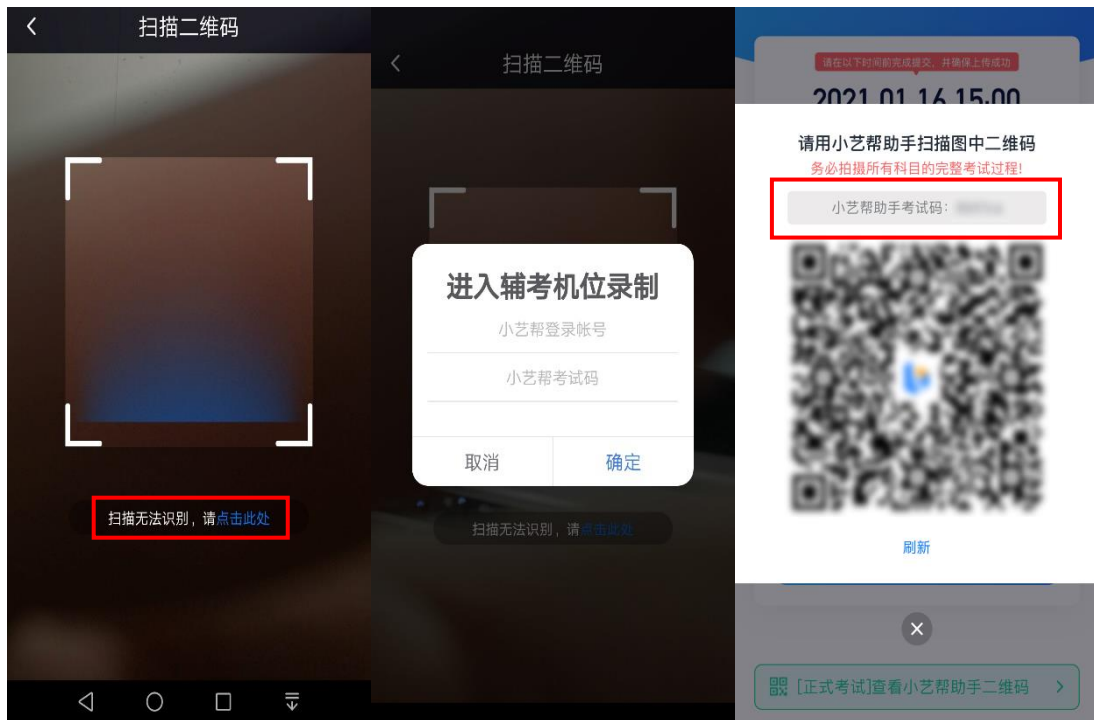 扫描二维码
扫描无法识别，请点击此处
扫描二维码
进入辅考机位录制
小艺帮登录帐号
小艺帮考试码
取消
确定
扫描无法识别，请点击此处
请在以下时间前完成提交，并确保上传成功
2021.01.16 15:00
请用小艺帮助手扫描图中二维码
务必拍摄所有科目的完整考试过程!
小艺帮助手考试码：
刷新
[正式考试]查看小艺帮助手二维码